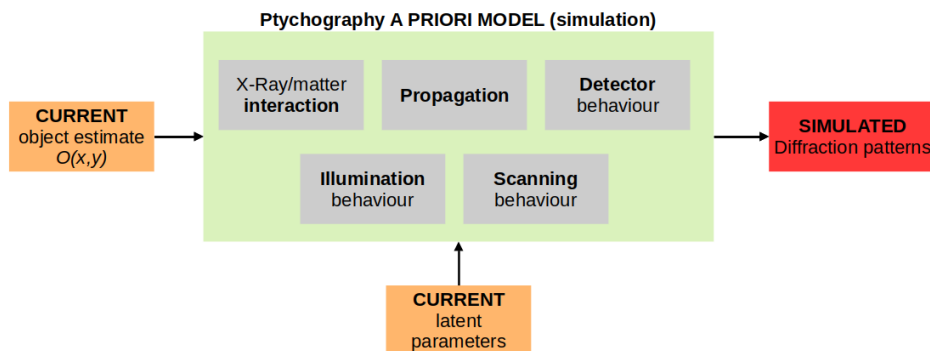 Ptychography A PRIORI MODEL (simulation)
X-Ray/matter
interaction
Propagation
Detector
behaviour
CURRENT
object estimate
O(x,y)
SIMULATED
Diffraction patterns
Illumination
behaviour
Scanning
behaviour
CURRENT
latent
parameters